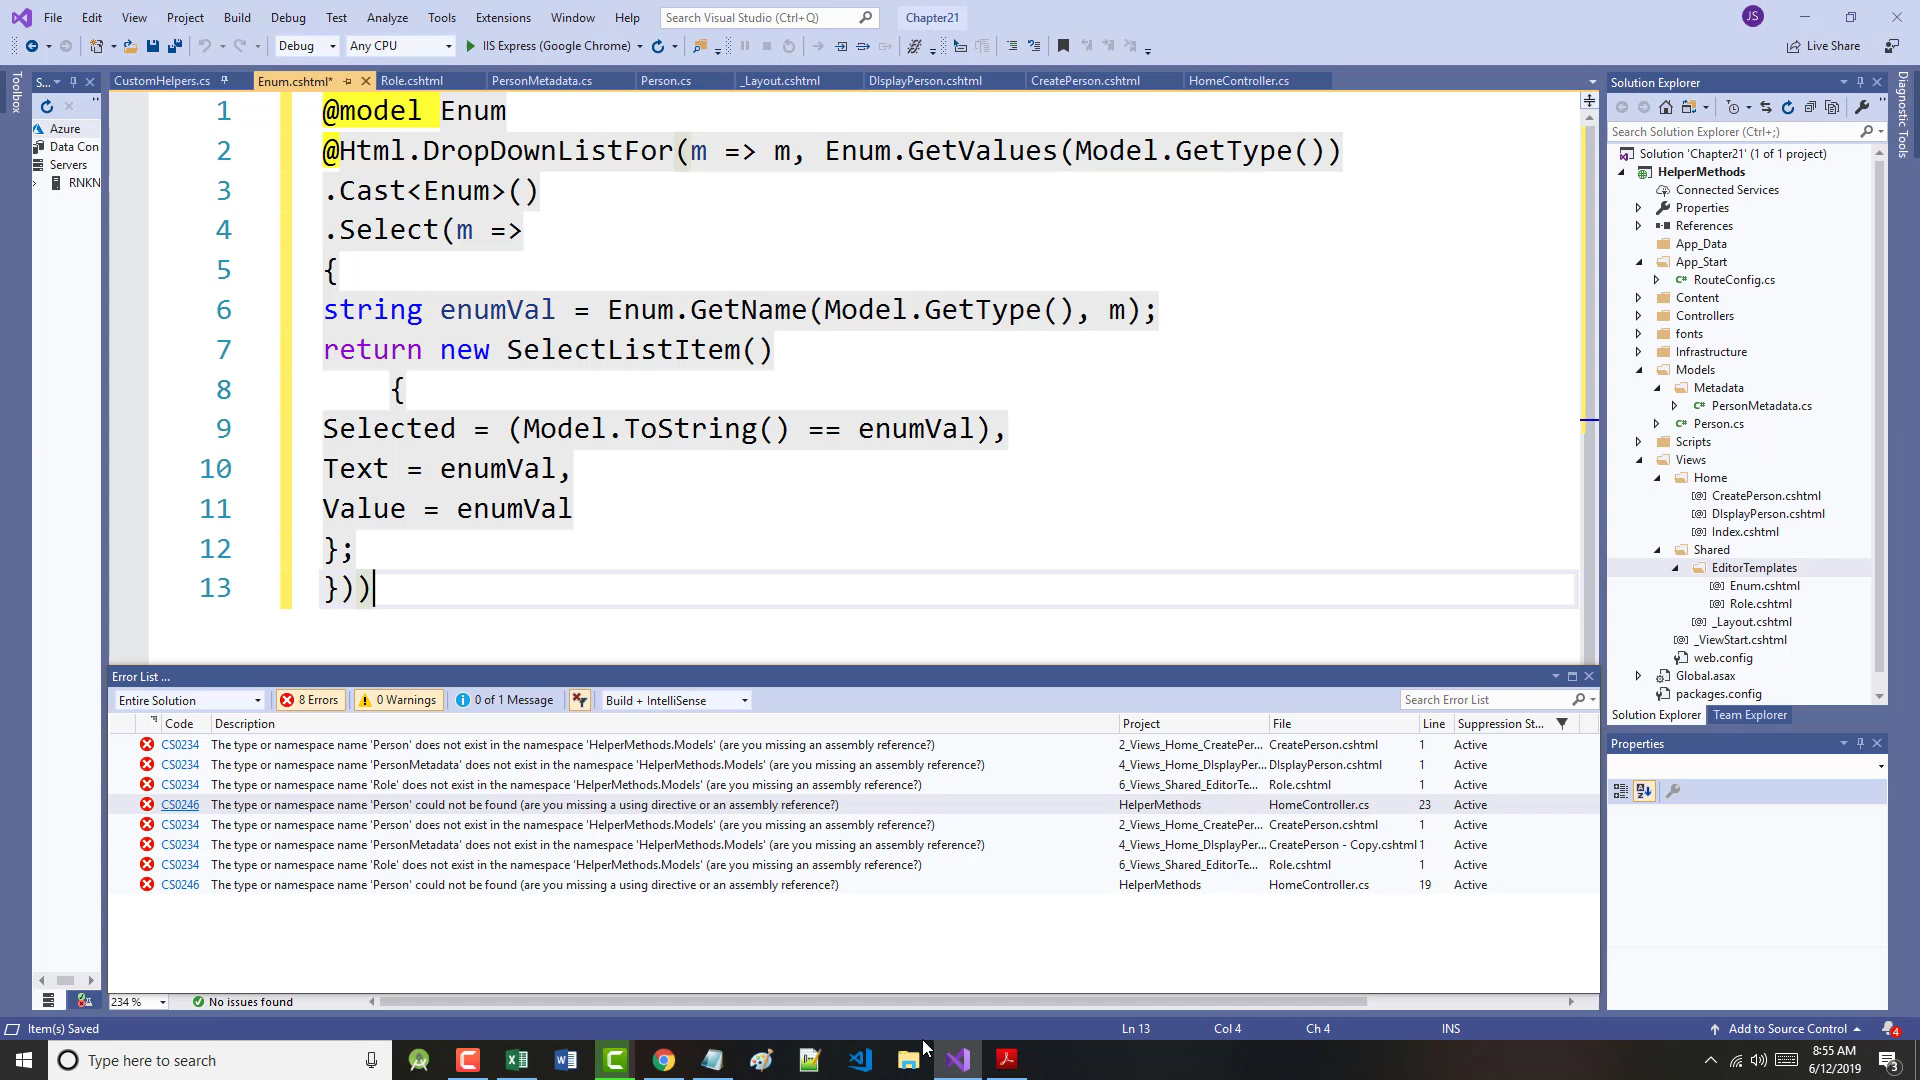 File Edit View Project Build Debug Test Analyze Tools Extensions Window Help Search Visual Studio (Ctrl+Q) Chapter21 JS
Debug Any CPU IIS Express (Google Chrome) Live Share
Toolbox
S...
Azure
Data Con
Servers
RNKN
CustomHelpers.cs Enum.cshtml* Role.cshtml PersonMetadata.cs Person.cs _Layout.cshtml DIsplayPerson.cshtml CreatePerson.cshtml HomeController.cs
1 @model Enum
2 @Html.DropDownListFor(m => m, Enum.GetValues(Model.GetType())
3 .Cast<Enum>()
4 .Select(m =>
5 {
6 string enumVal = Enum.GetName(Model.GetType(), m);
7 return new SelectListItem()
8 {
9 Selected = (Model.ToString() == enumVal),
10 Text = enumVal,
11 Value = enumVal
12 };
13 }))
Error List ...
Entire Solution 8 Errors 0 Warnings 0 of 1 Message Build + IntelliSense Search Error List
Code Description Project File Line Suppression St...
CS0234 The type or namespace name 'Person' does not exist in the namespace 'HelperMethods.Models' (are you missing an assembly reference?) 2_Views_Home_CreatePer... CreatePerson.cshtml 1 Active
CS0234 The type or namespace name 'PersonMetadata' does not exist in the namespace 'HelperMethods.Models' (are you missing an assembly reference?) 4_Views_Home_DIsplayPer... DIsplayPerson.cshtml 1 Active
CS0234 The type or namespace name 'Role' does not exist in the namespace 'HelperMethods.Models' (are you missing an assembly reference?) 6_Views_Shared_EditorTe... Role.cshtml 1 Active
CS0246 The type or namespace name 'Person' could not be found (are you missing a using directive or an assembly reference?) HelperMethods HomeController.cs 23 Active
CS0234 The type or namespace name 'Person' does not exist in the namespace 'HelperMethods.Models' (are you missing an assembly reference?) 2_Views_Home_CreatePer... CreatePerson.cshtml 1 Active
CS0234 The type or namespace name 'PersonMetadata' does not exist in the namespace 'HelperMethods.Models' (are you missing an assembly reference?) 4_Views_Home_DIsplayPer... CreatePerson - Copy.cshtml 1 Active
CS0234 The type or namespace name 'Role' does not exist in the namespace 'HelperMethods.Models' (are you missing an assembly reference?) 6_Views_Shared_EditorTe... Role.cshtml 1 Active
CS0246 The type or namespace name 'Person' could not be found (are you missing a using directive or an assembly reference?) HelperMethods HomeController.cs 19 Active
234 % No issues found
Solution Explorer
Search Solution Explorer (Ctrl+;)
Solution 'Chapter21' (1 of 1 project)
HelperMethods
Connected Services
Properties
References
App_Data
App_Start
RouteConfig.cs
Content
Controllers
fonts
Infrastructure
Models
Metadata
PersonMetadata.cs
Person.cs
Scripts
Views
Home
CreatePerson.cshtml
DIsplayPerson.cshtml
Index.cshtml
Shared
EditorTemplates
Enum.cshtml
Role.cshtml
_Layout.cshtml
_ViewStart.cshtml
web.config
Global.asax
packages.config
Solution Explorer Team Explorer
Properties
Diagnostic Tools
Item(s) Saved Ln 13 Col 4 Ch 4 INS Add to Source Control 4
Type here to search 8:55 AM
6/12/2019 3